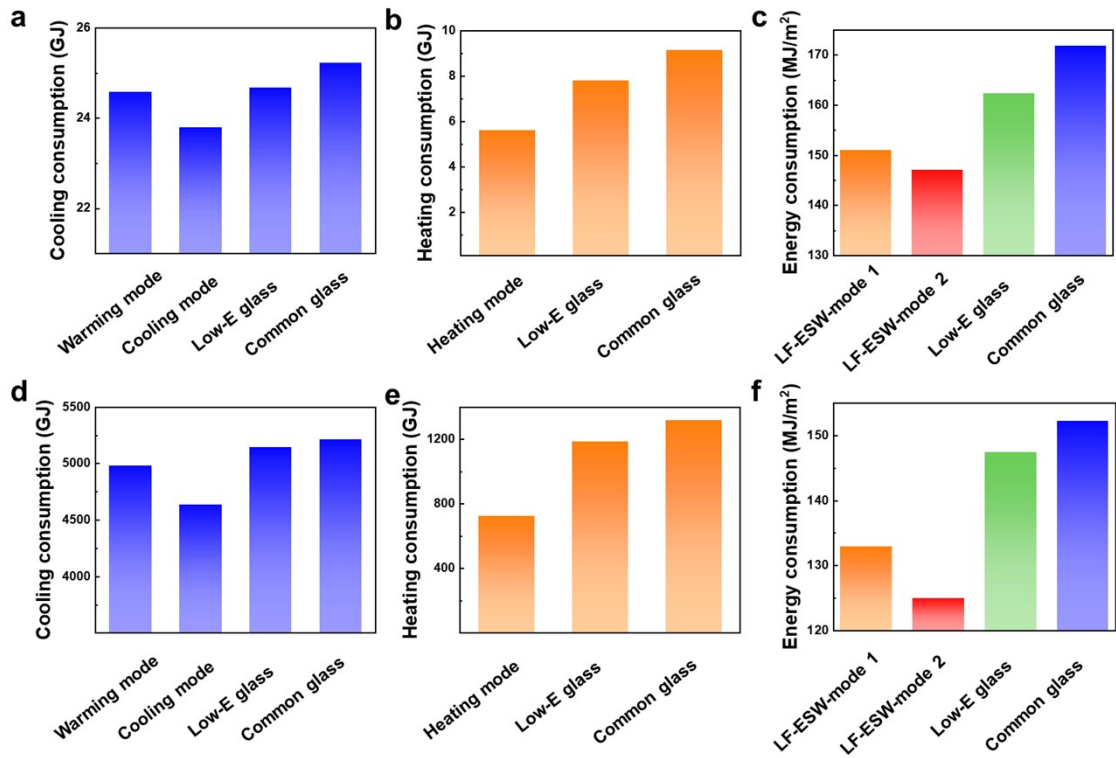 a
Cooling consumption (GJ)
26
24
22
Warming mode
Cooling mode
Low-E glass
Common glass
b
Heating consumption (GJ)
10
8
6
4
2
Heating mode
Low-E glass
Common glass
c
Energy consumption (MJ/m²)
170
160
150
140
130
LF-ESW-mode 1
LF-ESW-mode 2
Low-E glass
Common glass
d
Cooling consumption (GJ)
5500
5000
4500
4000
Warming mode
Cooling mode
Low-E glass
Common glass
e
Heating consumption (GJ)
1200
800
400
Heating mode
Low-E glass
Common glass
f
Energy consumption (MJ/m²)
150
140
130
120
LF-ESW-mode 1
LF-ESW-mode 2
Low-E glass
Common glass